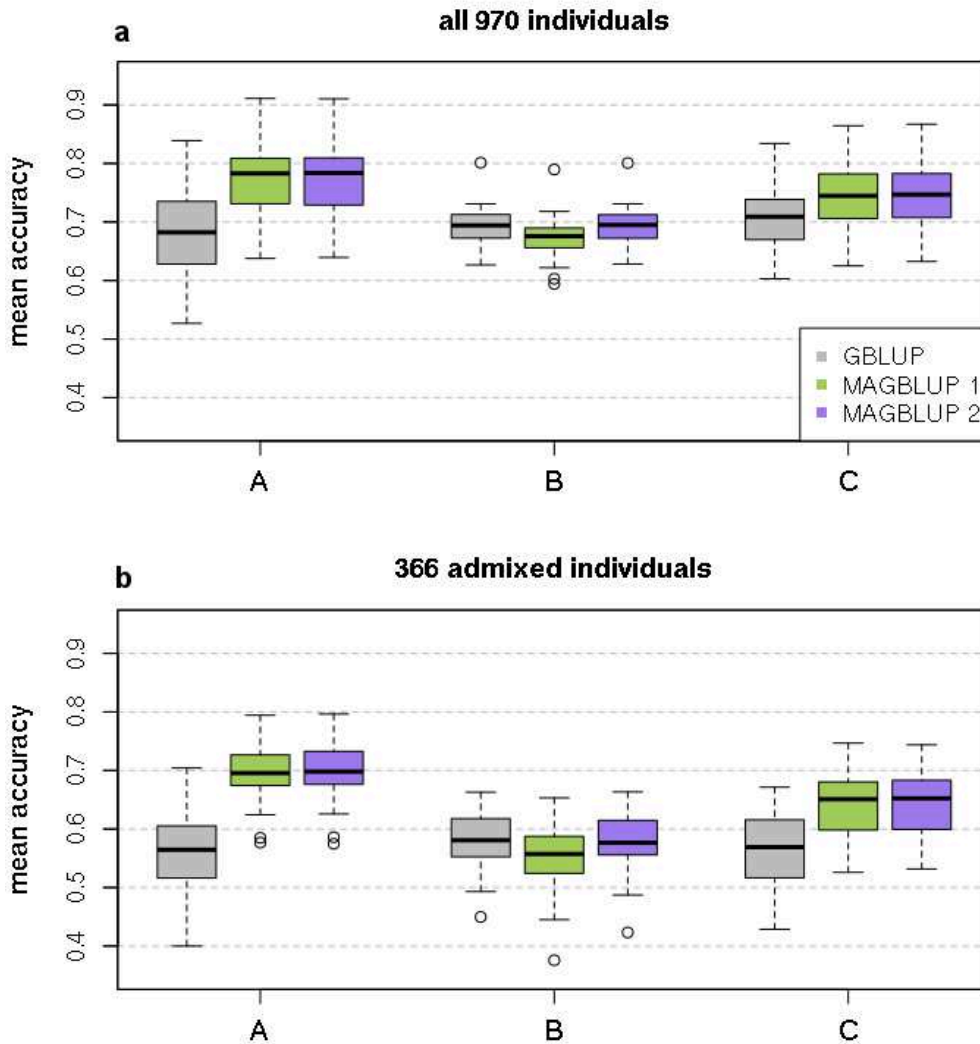 all 970 individuals
a
mean accuracy
0.9
0.8
0.7
0.6
0.5
0.4
GBLUP
MAGBLUP 1
MAGBLUP 2
A B C
366 admixed individuals
b
mean accuracy
0.9
0.8
0.7
0.6
0.5
0.4
A B C